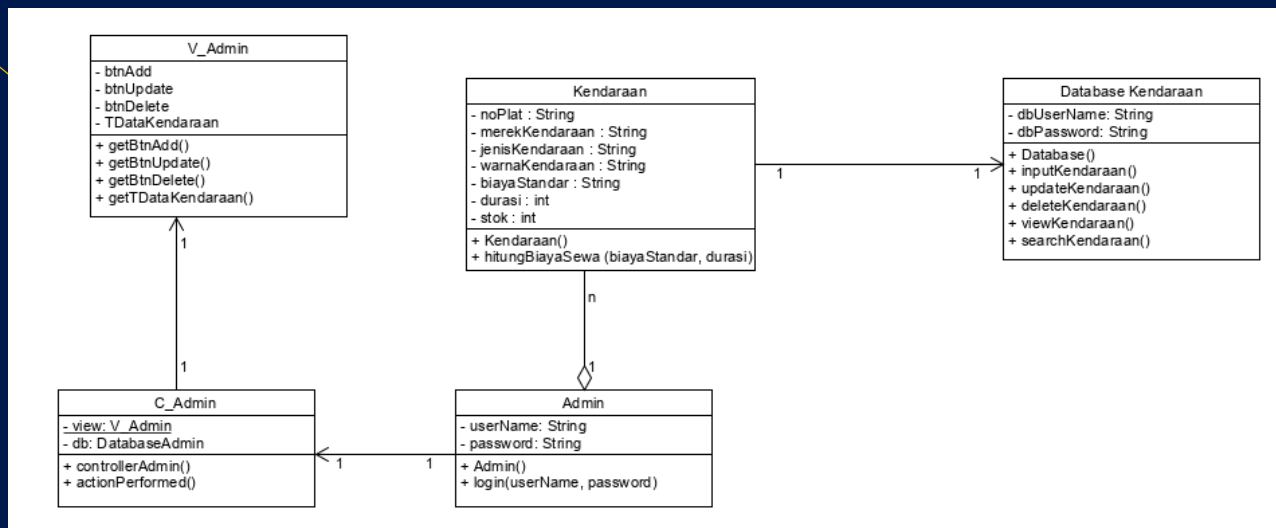 V_Admin
- btnAdd
- btnUpdate
- btnDelete
- TDataKendaraan
+ getBtnAdd()
+ getBtnUpdate()
+ getBtnDelete()
+ getTDataKendaraan()
Kendaraan
- noPlat : String
- merekKendaraan : String
- jenisKendaraan : String
- warnaKendaraan : String
- biayaStandar : String
- durasi : int
- stok : int
+ Kendaraan()
+ hitungBiayaSewa (biayaStandar, durasi)
1
1
Database Kendaraan
- dbUserName: String
- dbPassword: String
+ Database()
+ inputKendaraan()
+ updateKendaraan()
+ deleteKendaraan()
+ viewKendaraan()
+ searchKendaraan()
1
1
n
1
C_Admin
- view: V_Admin
- db: DatabaseAdmin
+ controllerAdmin()
+ actionPerformed()
1
1
Admin
- userName: String
- password: String
+ Admin()
+ login(userName, password)